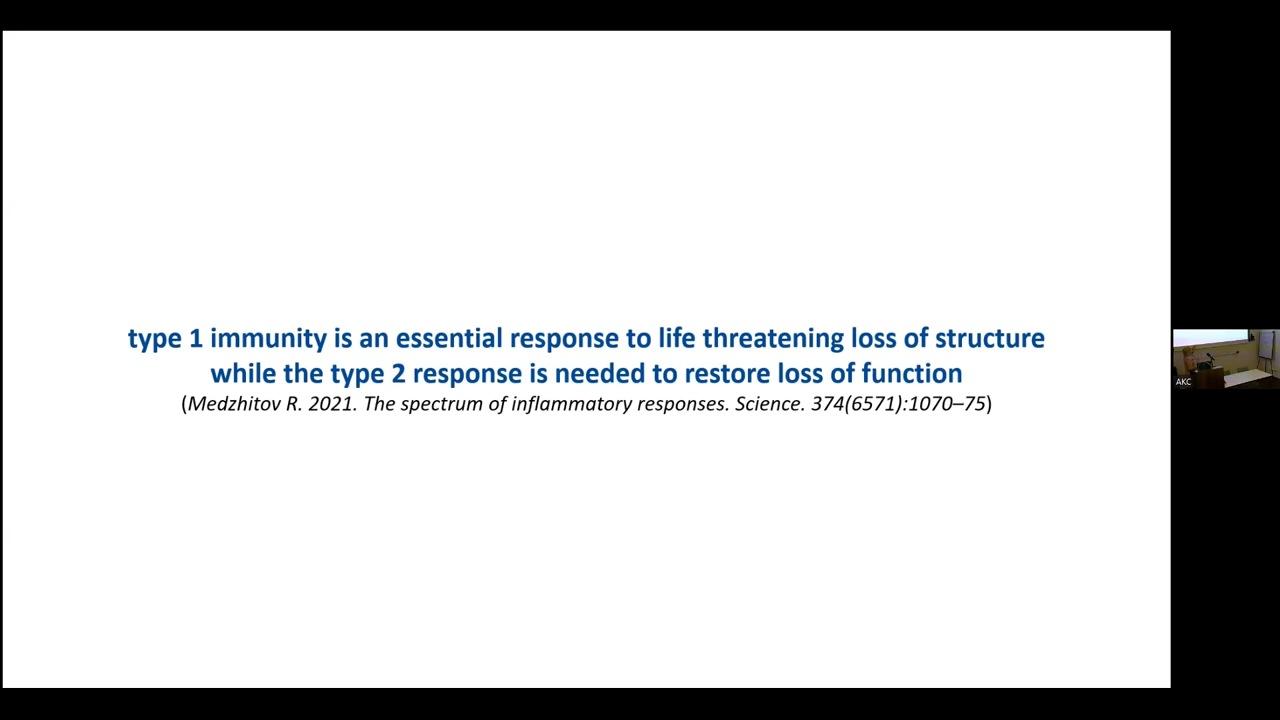 type 1 immunity is an essential response to life threatening loss of structure
while the type 2 response is needed to restore loss of function
(Medzhitov R. 2021. The spectrum of inflammatory responses. Science. 374(6571):1070–75)
AKC